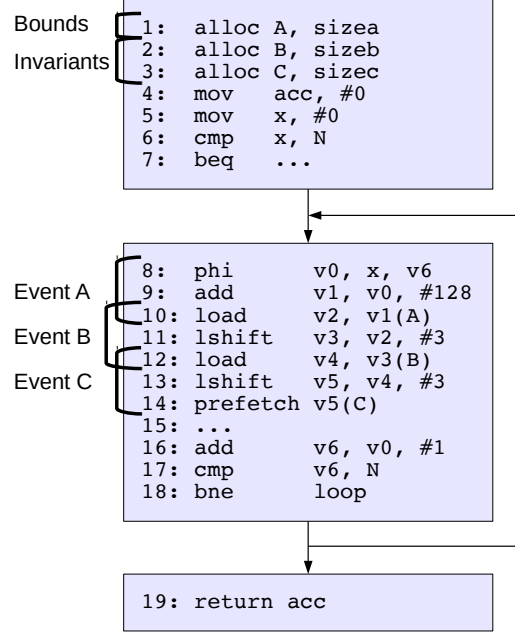 Bounds
Invariants
1: alloc A, sizea
2: alloc B, sizeb
3: alloc C, sizec
4: mov acc, #0
5: mov x, #0
6: cmp x, N
7: beq ...
Event A
Event B
Event C
8: phi v0, x, v6
9: add v1, v0, #128
10: load v2, v1(A)
11: lshift v3, v2, #3
12: load v4, v3(B)
13: lshift v5, v4, #3
14: prefetch v5(C)
15: ...
16: add v6, v0, #1
17: cmp v6, N
18: bne loop
19: return acc